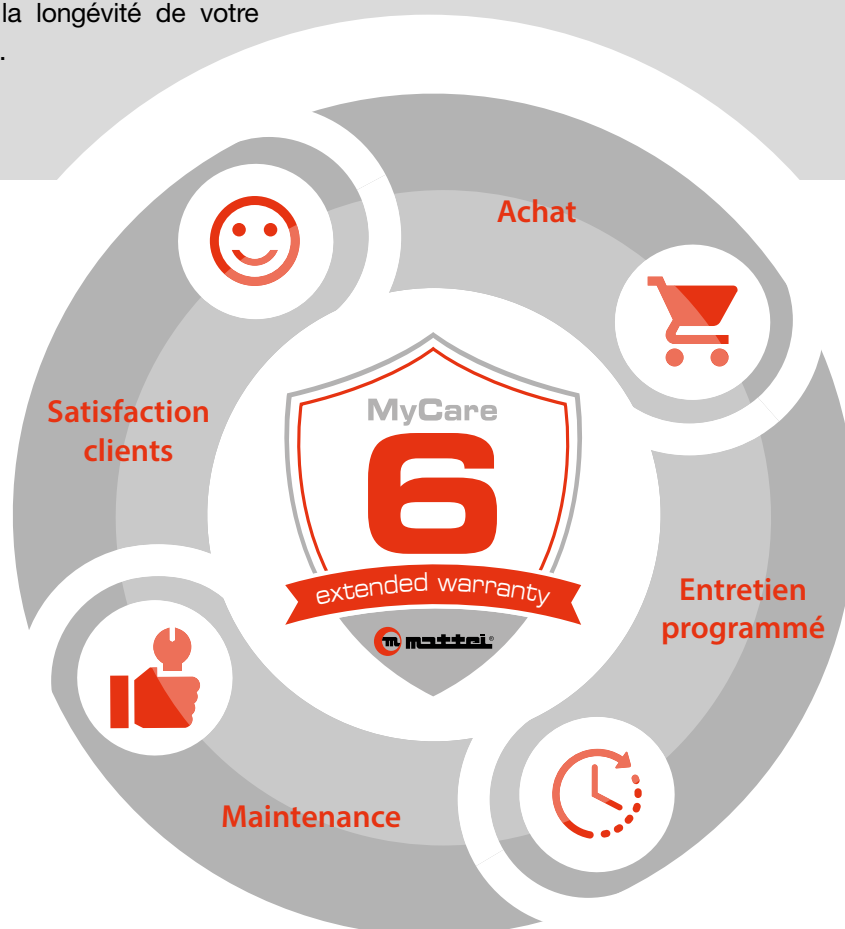 la longévité de votre
.
Achat
Satisfaction
clients
MyCare
6
extended warranty
m mattei®
Entretien
programmé
Maintenance